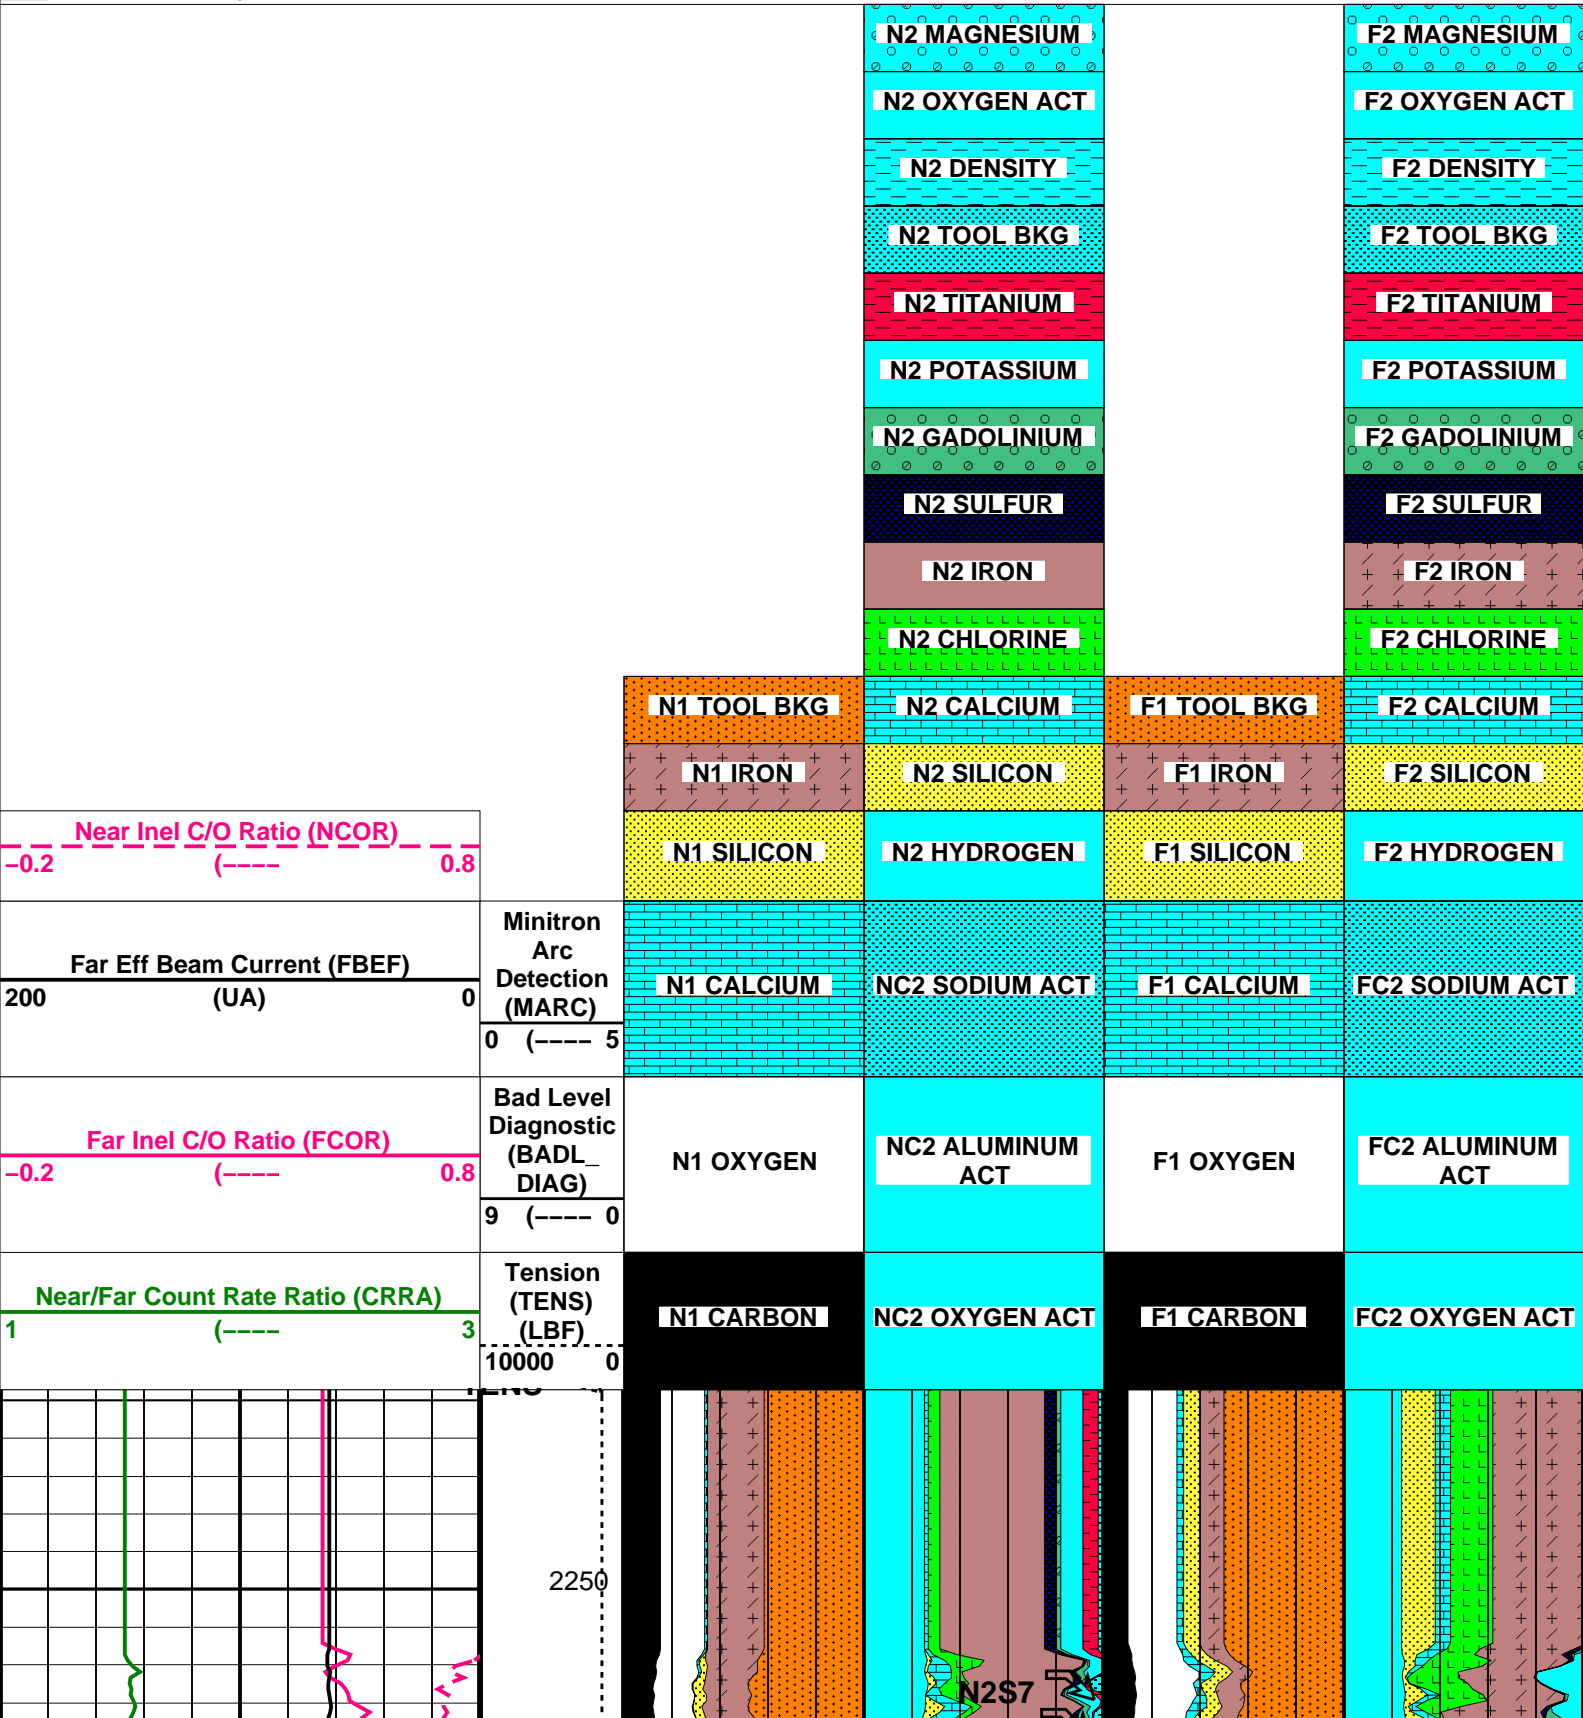 N2 MAGNESIUM F2 MAGNESIUM
N2 OXYGEN ACT F2 OXYGEN ACT
N2 DENSITY F2 DENSITY
N2 TOOL BKG F2 TOOL BKG
N2 TITANIUM F2 TITANIUM
N2 POTASSIUM F2 POTASSIUM
N2 GADOLINIUM F2 GADOLINIUM
N2 SULFUR F2 SULFUR
N2 IRON F2 IRON
N2 CHLORINE F2 CHLORINE
N1 TOOL BKG N2 CALCIUM F1 TOOL BKG F2 CALCIUM
N1 IRON N2 SILICON F1 IRON F2 SILICON
Near Inel C/O Ratio (NCOR)
−0.2 (−−−− 0.8
N1 SILICON N2 HYDROGEN F1 SILICON F2 HYDROGEN
Far Eff Beam Current (FBEF)
200 (UA) 0
Minitron
Arc
Detection
(MARC)
0 (−−−− 5
N1 CALCIUM NC2 SODIUM ACT F1 CALCIUM FC2 SODIUM ACT
Far Inel C/O Ratio (FCOR)
−0.2 (−−−− 0.8
Bad Level
Diagnostic
(BADL_
DIAG)
9 (−−−− 0
N1 OXYGEN
NC2 ALUMINUM
ACT
F1 OXYGEN
FC2 ALUMINUM
ACT
Near/Far Count Rate Ratio (CRRA)
1 (−−−− 3
Tension
(TENS)
(LBF)
10000 0
N1 CARBON NC2 OXYGEN ACT F1 CARBON FC2 OXYGEN ACT
TENS
2250
N2S7